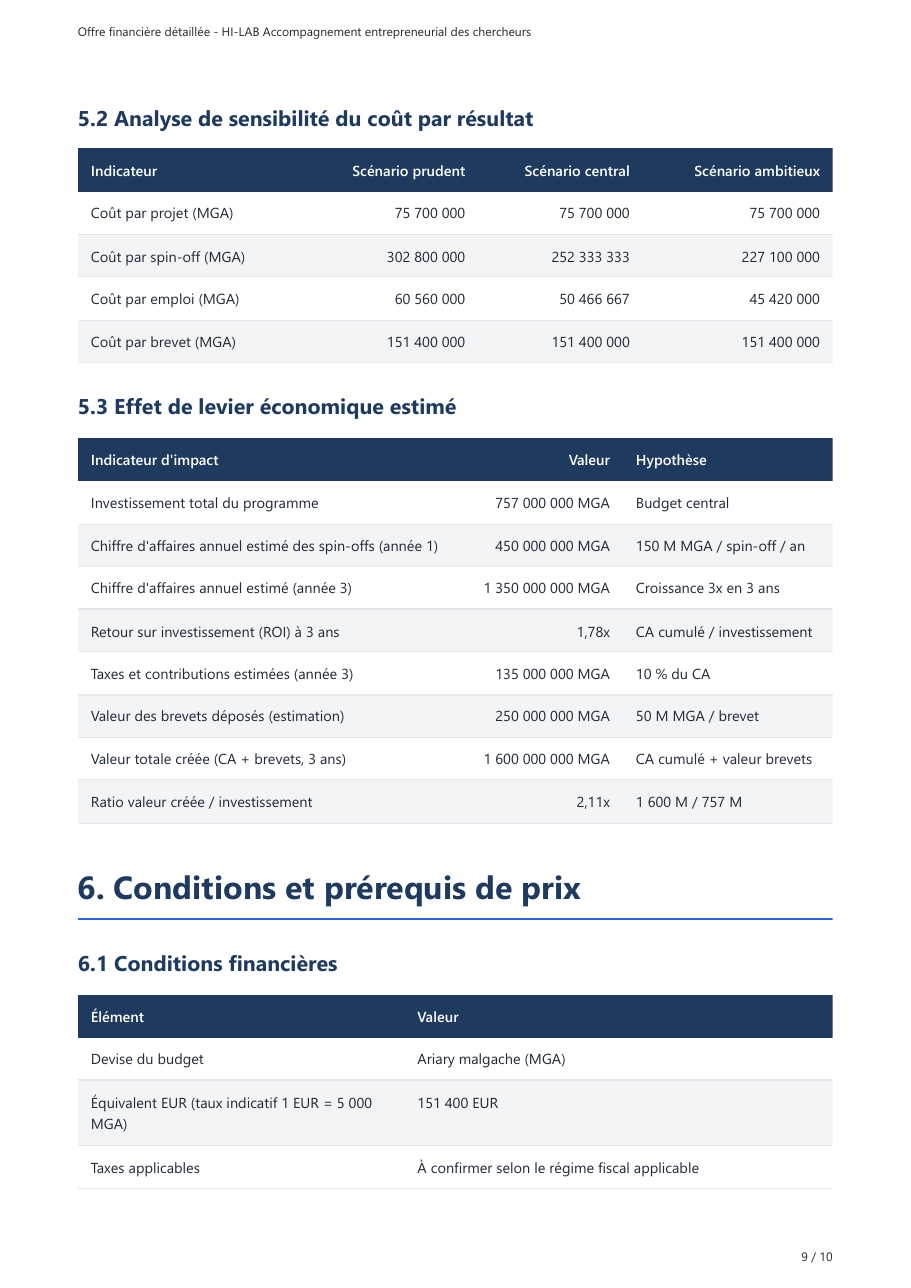 Offre financière détaillée - HI-LAB Accompagnement entrepreneurial des chercheurs
5.2 Analyse de sensibilité du coût par résultat
Indicateur Scénario prudent Scénario central Scénario ambitieux
Coût par projet (MGA) 75 700 000 75 700 000 75 700 000
Coût par spin-off (MGA) 302 800 000 252 333 333 227 100 000
Coût par emploi (MGA) 60 560 000 50 466 667 45 420 000
Coût par brevet (MGA) 151 400 000 151 400 000 151 400 000
5.3 Effet de levier économique estimé
Indicateur d'impact Valeur Hypothèse
Investissement total du programme 757 000 000 MGA Budget central
Chiffre d'affaires annuel estimé des spin-offs (année 1) 450 000 000 MGA 150 M MGA / spin-off / an
Chiffre d'affaires annuel estimé (année 3) 1 350 000 000 MGA Croissance 3x en 3 ans
Retour sur investissement (ROI) à 3 ans 1,78x CA cumulé / investissement
Taxes et contributions estimées (année 3) 135 000 000 MGA 10 % du CA
Valeur des brevets déposés (estimation) 250 000 000 MGA 50 M MGA / brevet
Valeur totale créée (CA + brevets, 3 ans) 1 600 000 000 MGA CA cumulé + valeur brevets
Ratio valeur créée / investissement 2,11x 1 600 M / 757 M
6. Conditions et prérequis de prix
6.1 Conditions financières
Élément Valeur
Devise du budget Ariary malgache (MGA)
Équivalent EUR (taux indicatif 1 EUR = 5 000 151 400 EUR
MGA)
Taxes applicables À confirmer selon le régime fiscal applicable
9 / 10